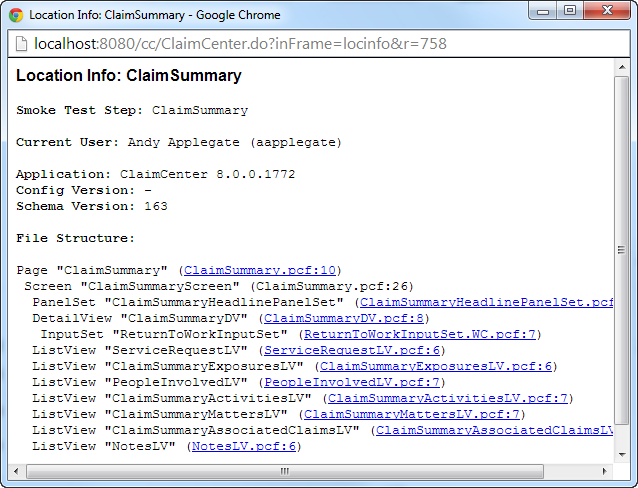 Location Info: ClaimSummary - Google Chrome
localhost:8080/cc/ClaimCenter.do?inFrame=locinfo&r=758
Location Info: ClaimSummary
Smoke Test Step: ClaimSummary
Current User: Andy Applegate (aapplegate)
Application: ClaimCenter 8.0.0.1772
Config Version: -
Schema Version: 163
File Structure:
Page "ClaimSummary" (ClaimSummary.pcf:10)
Screen "ClaimSummaryScreen" (ClaimSummary.pcf:26)
PanelSet "ClaimSummaryHeadlinePanelSet" (ClaimSummaryHeadlinePanelSet.pcf
DetailView "ClaimSummaryDV" (ClaimSummaryDV.pcf:8)
InputSet "ReturnToWorkInputSet" (ReturnToWorkInputSet.WC.pcf:7)
ListView "ServiceRequestLV" (ServiceRequestLV.pcf:6)
ListView "ClaimSummaryExposuresLV" (ClaimSummaryExposuresLV.pcf:6)
ListView "PeopleInvolvedLV" (PeopleInvolvedLV.pcf:7)
ListView "ClaimSummaryActivitiesLV" (ClaimSummaryActivitiesLV.pcf:7)
ListView "ClaimSummaryMattersLV" (ClaimSummaryMattersLV.pcf:7)
ListView "ClaimSummaryAssociatedClaimsLV" (ClaimSummaryAssociatedClaimsLV
ListView "NotesLV" (NotesLV.pcf:6)